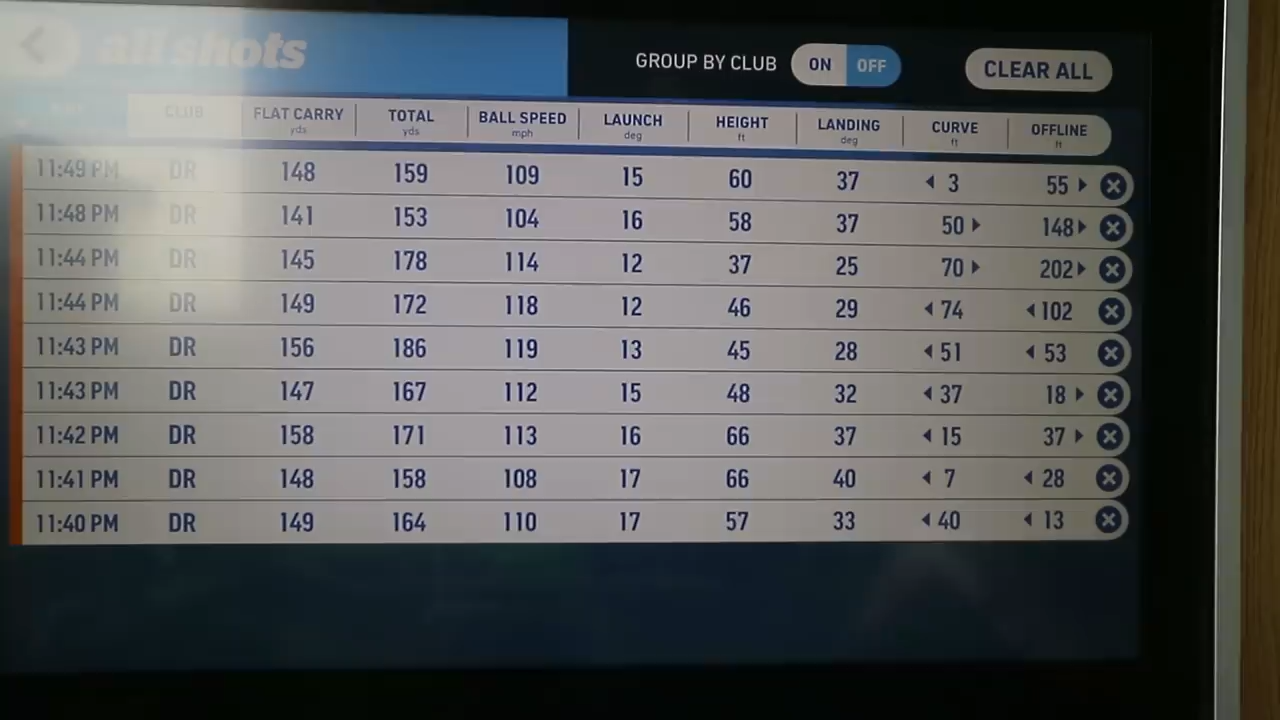 all shots
GROUP BY CLUB ON OFF CLEAR ALL
CLUB FLAT CARRY TOTAL BALL SPEED LAUNCH HEIGHT LANDING CURVE OFFLINE
yds yds mph deg ft deg ft ft
11:49 PM DR 148 159 109 15 60 37 ◀ 3 55 ▶
11:48 PM DR 141 153 104 16 58 37 50 ▶ 148 ▶
11:44 PM DR 145 178 114 12 37 25 70 ▶ 202 ▶
11:44 PM DR 149 172 118 12 46 29 ◀ 74 ◀ 102
11:43 PM DR 156 186 119 13 45 28 ◀ 51 ◀ 53
11:43 PM DR 147 167 112 15 48 32 ◀ 37 18 ▶
11:42 PM DR 158 171 113 16 66 37 ◀ 15 37 ▶
11:41 PM DR 148 158 108 17 66 40 ◀ 7 ◀ 28
11:40 PM DR 149 164 110 17 57 33 ◀ 40 ◀ 13